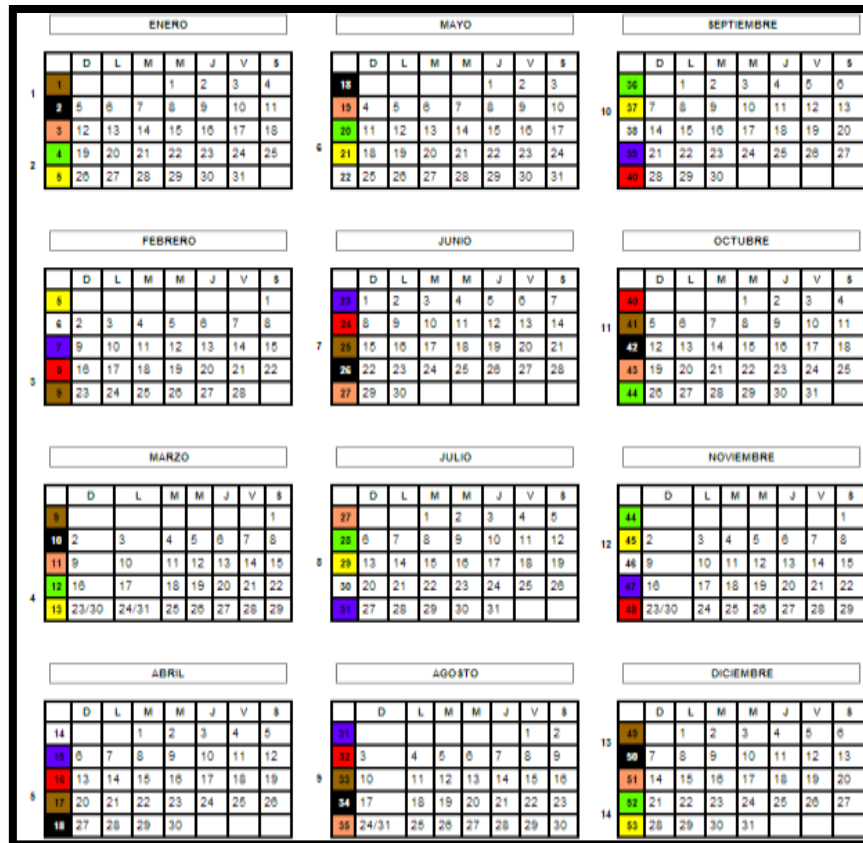 ENERO
D L M M J V S
1 1 2 3 4
1
2 5 6 7 8 9 10 11
3 12 13 14 15 16 17 18
4 19 20 21 22 23 24 25
2
5 26 27 28 29 30 31
FEBRERO
D L M M J V S
5 1
6 2 3 4 5 6 7 8
7 9 10 11 12 13 14 15
8 16 17 18 19 20 21 22
3
9 23 24 25 26 27 28
MARZO
D L M M J V S
9 1
10 2 3 4 5 6 7 8
11 9 10 11 12 13 14 15
12 16 17 18 19 20 21 22
4
13 23/30 24/31 25 26 27 28 29
ABRIL
D L M M J V S
14 1 2 3 4 5
15 6 7 8 9 10 11 12
16 13 14 15 16 17 18 19
5
17 20 21 22 23 24 25 26
18 27 28 29 30
MAYO
D L M M J V S
18 1 2 3
19 4 5 6 7 8 9 10
20 11 12 13 14 15 16 17
6
21 18 19 20 21 22 23 24
22 25 26 27 28 29 30 31
JUNIO
D L M M J V S
23 1 2 3 4 5 6 7
24 8 9 10 11 12 13 14
7
25 15 16 17 18 19 20 21
26 22 23 24 25 26 27 28
27 29 30
JULIO
D L M M J V S
27 1 2 3 4 5
28 6 7 8 9 10 11 12
8
29 13 14 15 16 17 18 19
30 20 21 22 23 24 25 26
31 27 28 29 30 31
AGOSTO
D L M M J V S
31 1 2
32 3 4 5 6 7 8 9
9
33 10 11 12 13 14 15 16
34 17 18 19 20 21 22 23
35 24/31 25 26 27 28 29 30
SEPTIEMBRE
D L M M J V S
36 1 2 3 4 5 6
10
37 7 8 9 10 11 12 13
38 14 15 16 17 18 19 20
39 21 22 23 24 25 26 27
40 28 29 30
OCTUBRE
D L M M J V S
40 1 2 3 4
11
41 5 6 7 8 9 10 11
42 12 13 14 15 16 17 18
43 19 20 21 22 23 24 25
44 26 27 28 29 30 31
NOVIEMBRE
D L M M J V S
44 1
12
45 2 3 4 5 6 7 8
46 9 10 11 12 13 14 15
47 16 17 18 19 20 21 22
48 23/30 24 25 26 27 28 29
DICIEMBRE
D L M M J V S
49 1 2 3 4 5 6
13
50 7 8 9 10 11 12 13
51 14 15 16 17 18 19 20
52 21 22 23 24 25 26 27
14
53 28 29 30 31